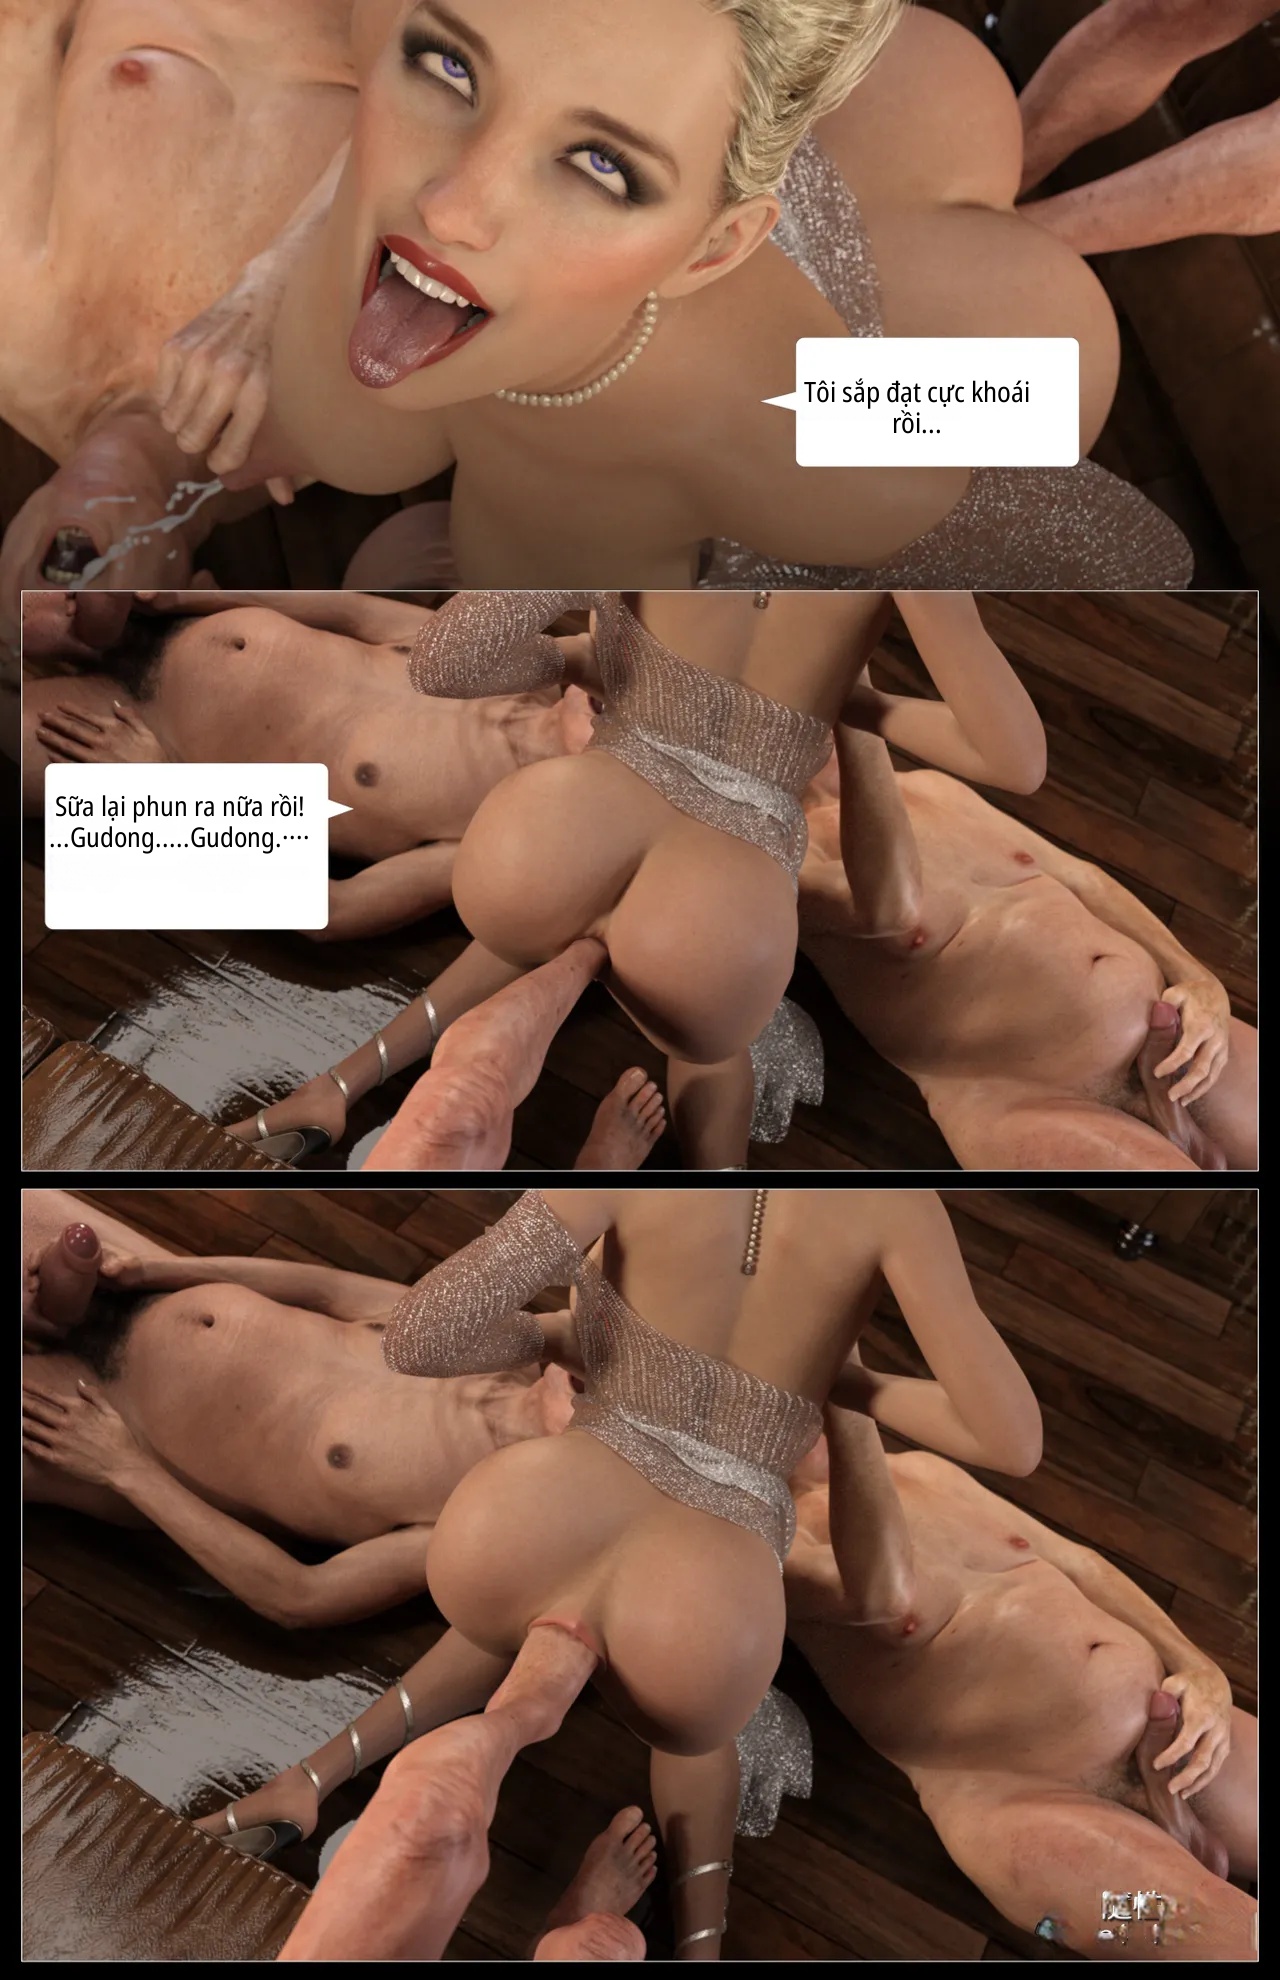 Tôi sắp đạt cực khoái
rồi...
Sữa lại phun ra nữa rồi!
...Gudong.....Gudong.····